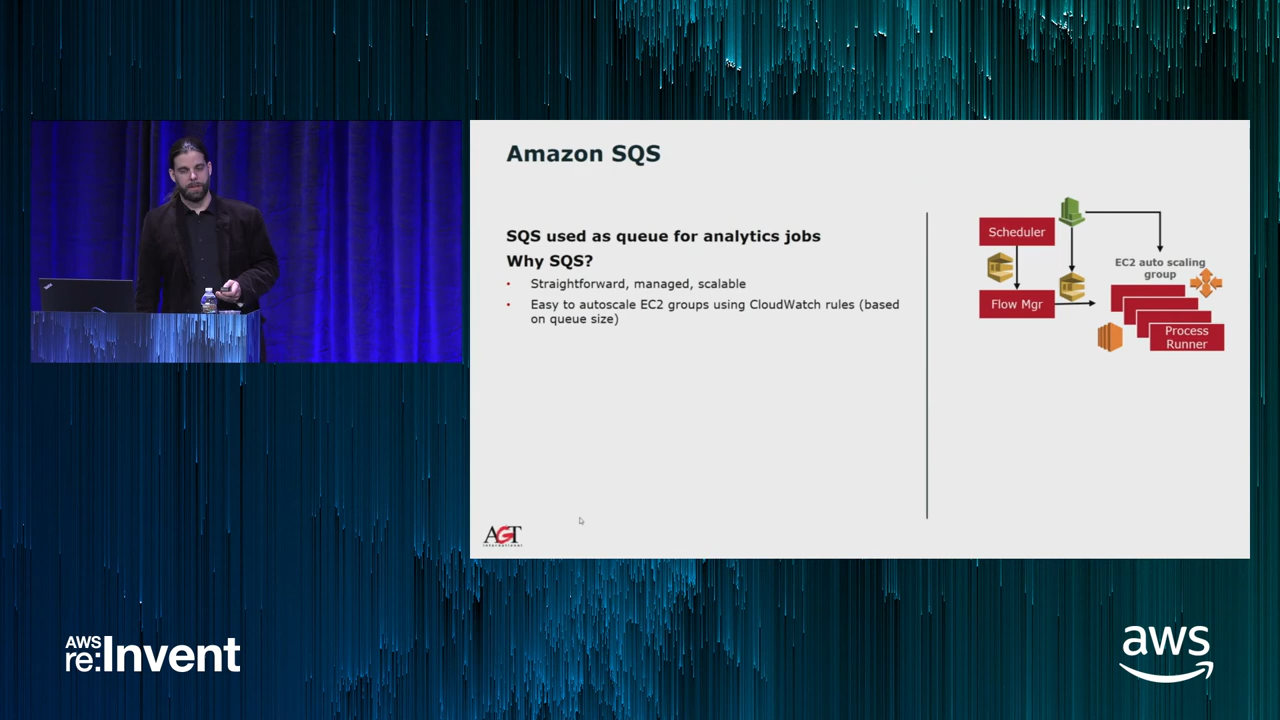 Amazon SQS
SQS used as queue for analytics jobs
Why SQS?
• Straightforward, managed, scalable
• Easy to autoscale EC2 groups using CloudWatch rules (based
on queue size)
Scheduler
Flow Mgr
EC2 auto scaling
group
Process
Runner
AGT
international
AWS
re:Invent
aws